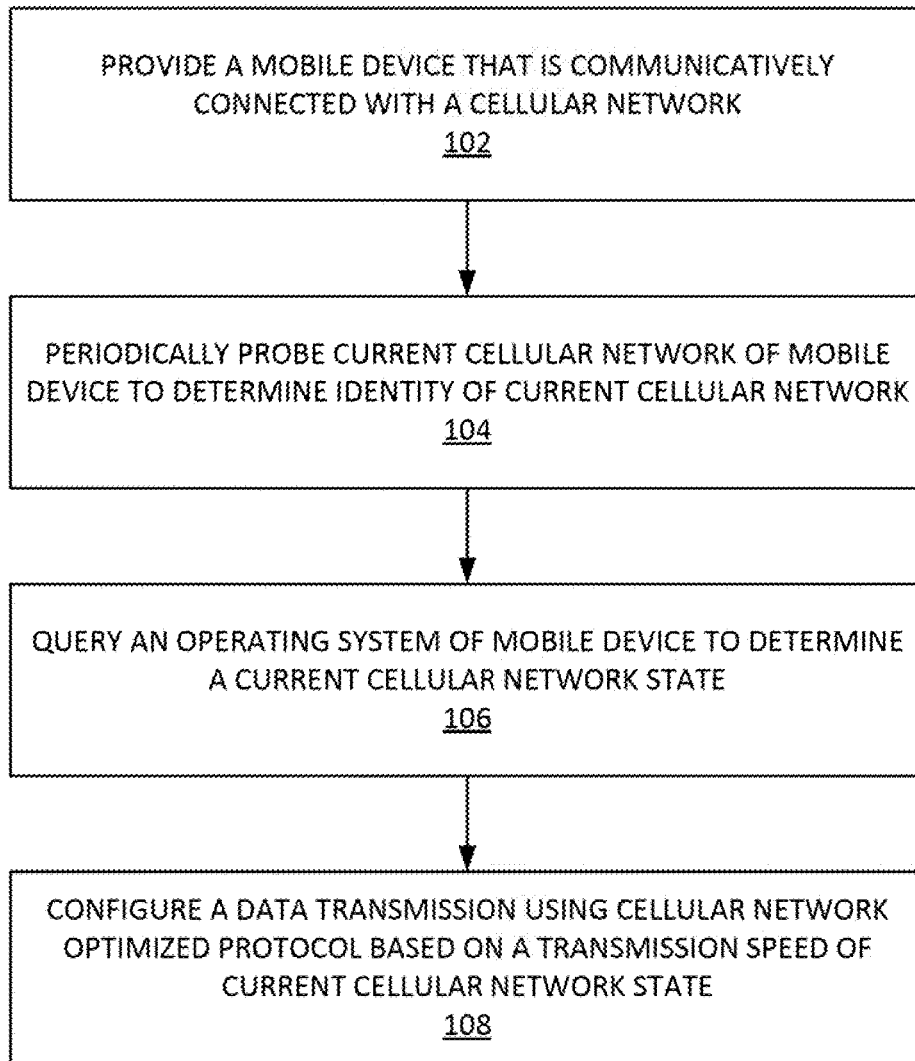 PROVIDE A MOBILE DEVICE THAT IS COMMUNICATIVELY
CONNECTED WITH A CELLULAR NETWORK
102
PERIODICALLY PROBE CURRENT CELLULAR NETWORK OF MOBILE
DEVICE TO DETERMINE IDENTITY OF CURRENT CELLULAR NETWORK
104
QUERY AN OPERATING SYSTEM OF MOBILE DEVICE TO DETERMINE
A CURRENT CELLULAR NETWORK STATE
106
CONFIGURE A DATA TRANSMISSION USING CELLULAR NETWORK
OPTIMIZED PROTOCOL BASED ON A TRANSMISSION SPEED OF
CURRENT CELLULAR NETWORK STATE
108